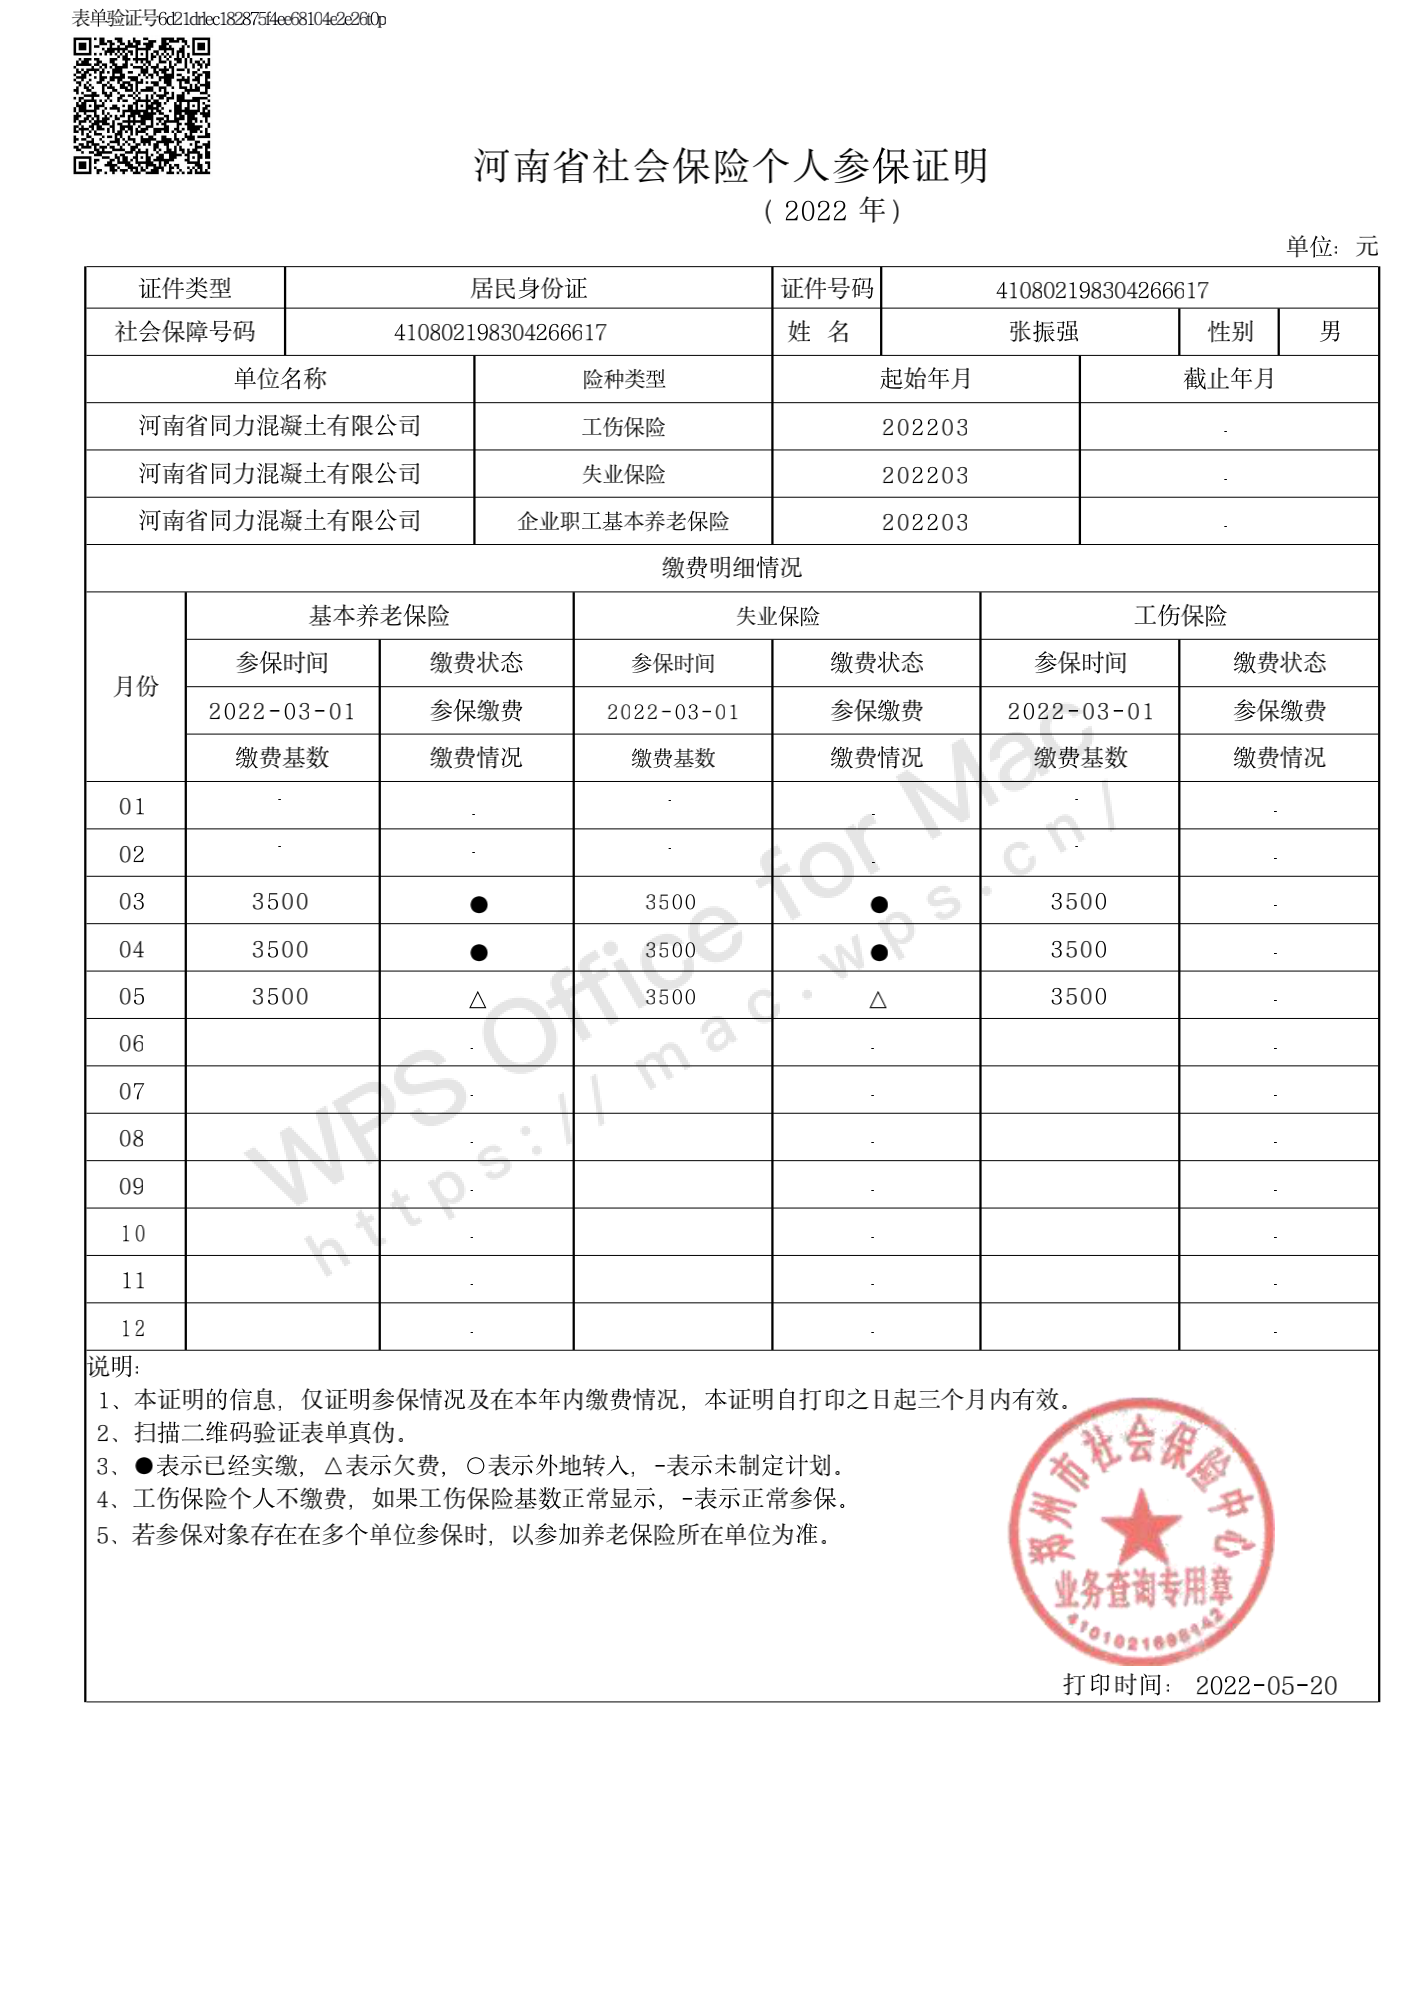 表单验证号6d21drlec182875f4ee68104e2e26t0p
河南省社会保险个人参保证明
（ 2022 年）
单位：元
证件类型 居民身份证 证件号码 410802198304266617
社会保障号码 410802198304266617 姓 名 张振强 性别 男
单位名称 险种类型 起始年月 截止年月
河南省同力混凝土有限公司 工伤保险 202203 -
河南省同力混凝土有限公司 失业保险 202203 -
河南省同力混凝土有限公司 企业职工基本养老保险 202203 -
缴费明细情况
月份 基本养老保险 失业保险 工伤保险
参保时间 缴费状态 参保时间 缴费状态 参保时间 缴费状态
2022-03-01 参保缴费 2022-03-01 参保缴费 2022-03-01 参保缴费
缴费基数 缴费情况 缴费基数 缴费情况 缴费基数 缴费情况
01 - - - - - -
02 - - - - - -
03 3500 ● 3500 ● 3500 -
04 3500 ● 3500 ● 3500 -
05 3500 △ 3500 △ 3500 -
06 - - -
07 - - -
08 - - -
09 - - -
10 - - -
11 - - -
12 - - -
WPS Office for Mac
https://mac.wps.cn/
说明：
1、本证明的信息，仅证明参保情况及在本年内缴费情况，本证明自打印之日起三个月内有效。
2、扫描二维码验证表单真伪。
3、●表示已经实缴，△表示欠费，○表示外地转入，-表示未制定计划。
4、工伤保险个人不缴费，如果工伤保险基数正常显示，-表示正常参保。
5、若参保对象存在在多个单位参保时，以参加养老保险所在单位为准。
郑州市社会保险中心
业务查询专用章
打印时间： 2022-05-20